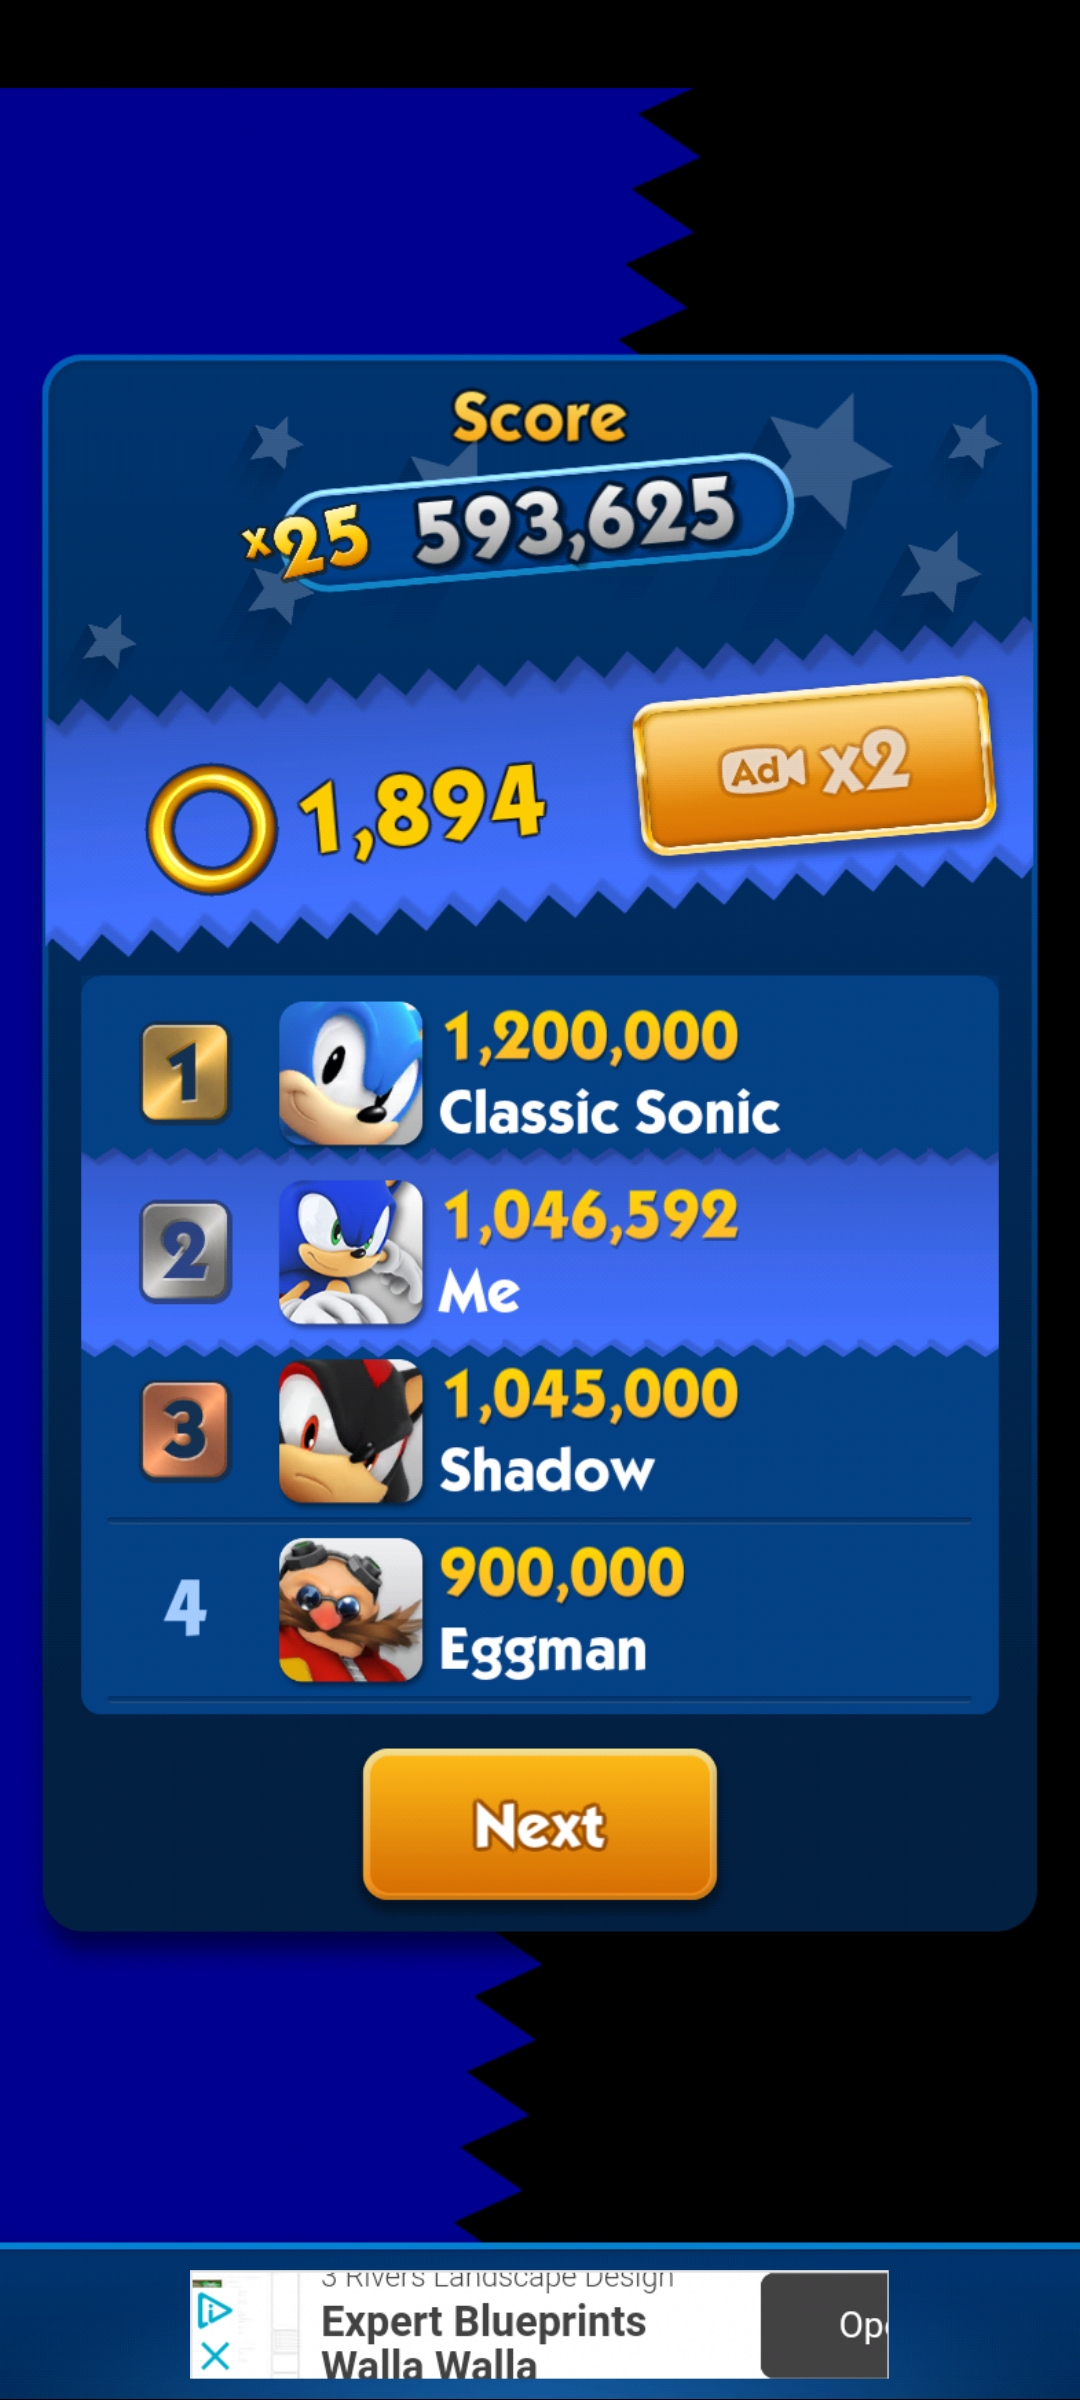 Score
x25 593,625
1,894
Ad x2
1 1,200,000
Classic Sonic
2 1,046,592
Me
3 1,045,000
Shadow
4 900,000
Eggman
Next
3 Rivers Landscape Design
Expert Blueprints
Walla Walla
Ope